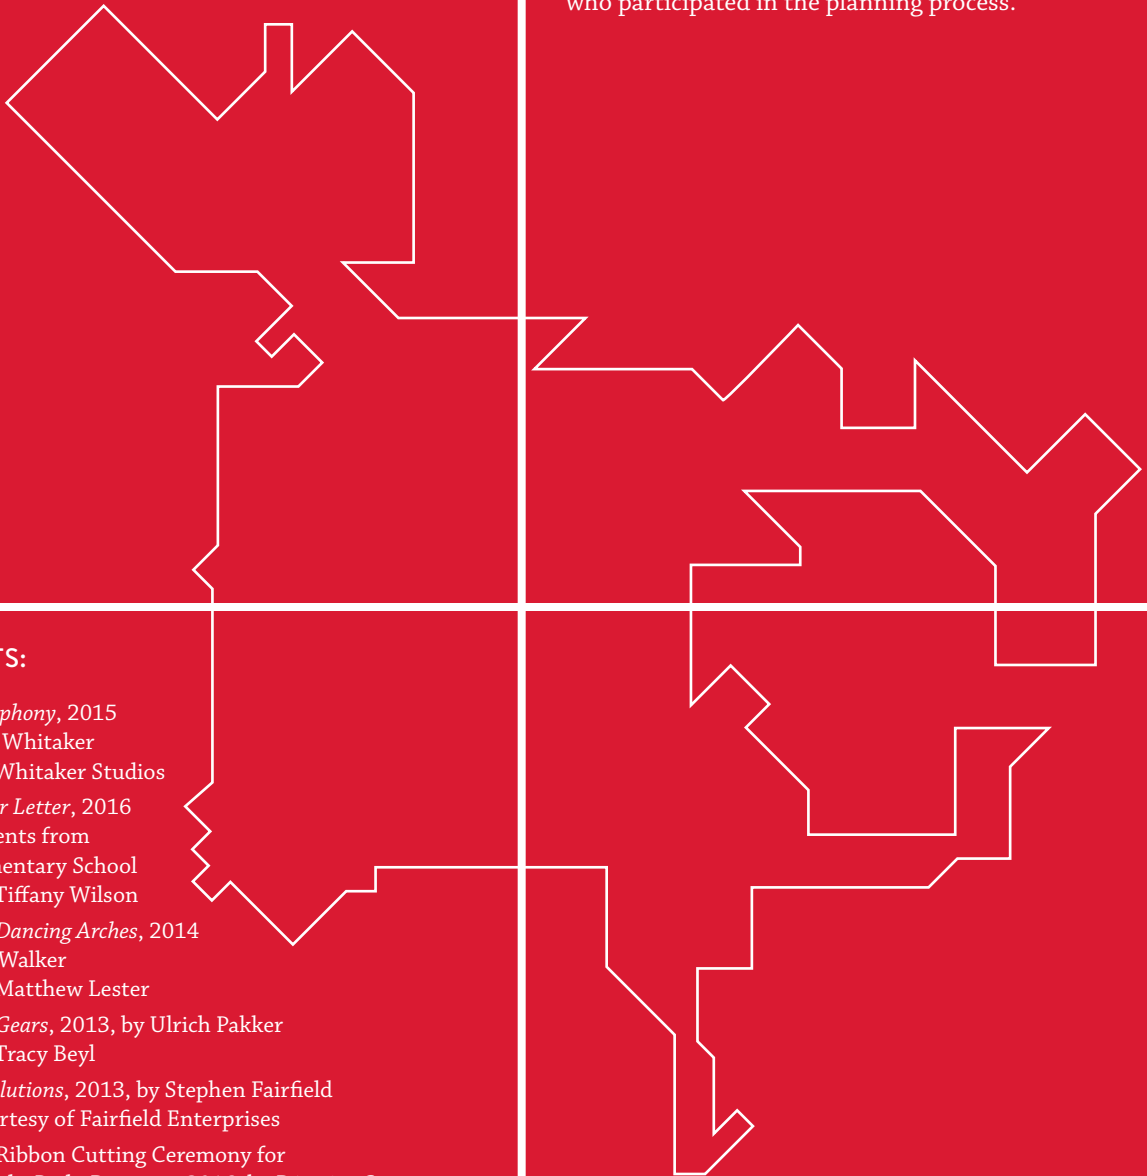 who participated in the planning process.
TS:
phony, 2015
Whitaker
Whitaker Studios
r Letter, 2016
ents from
entary School
Tiffany Wilson
Dancing Arches, 2014
Walker
Matthew Lester
Gears, 2013, by Ulrich Pakker
Tracy Beyl
lutions, 2013, by Stephen Fairfield
rtesy of Fairfield Enterprises
Ribbon Cutting Ceremony for